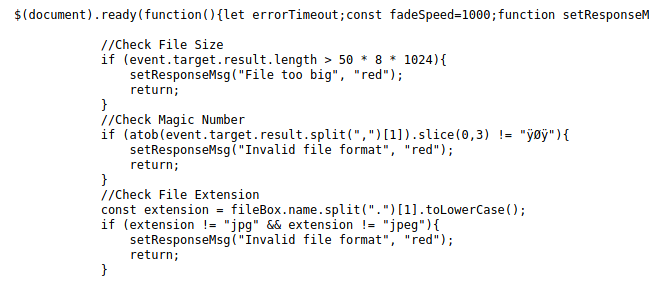 $(document).ready(function(){let errorTimeout;const fadeSpeed=1000;function setResponseM
//Check File Size
if (event.target.result.length > 50 * 8 * 1024){
setResponseMsg("File too big", "red");
return;
}
//Check Magic Number
if (atob(event.target.result.split(",")[1]).slice(0,3) != "ÿØÿ"){
setResponseMsg("Invalid file format", "red");
return;
}
//Check File Extension
const extension = fileBox.name.split(".")[1].toLowerCase();
if (extension != "jpg" && extension != "jpeg"){
setResponseMsg("Invalid file format", "red");
return;
}